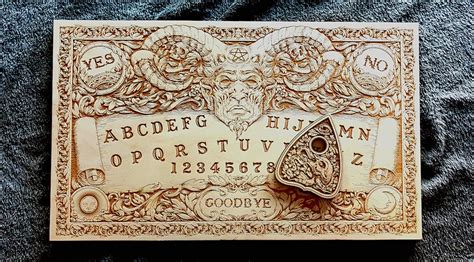 YES NO
ABCDEFG HIJ MN
OPQRSTUV Z
12345678
GOODBYE